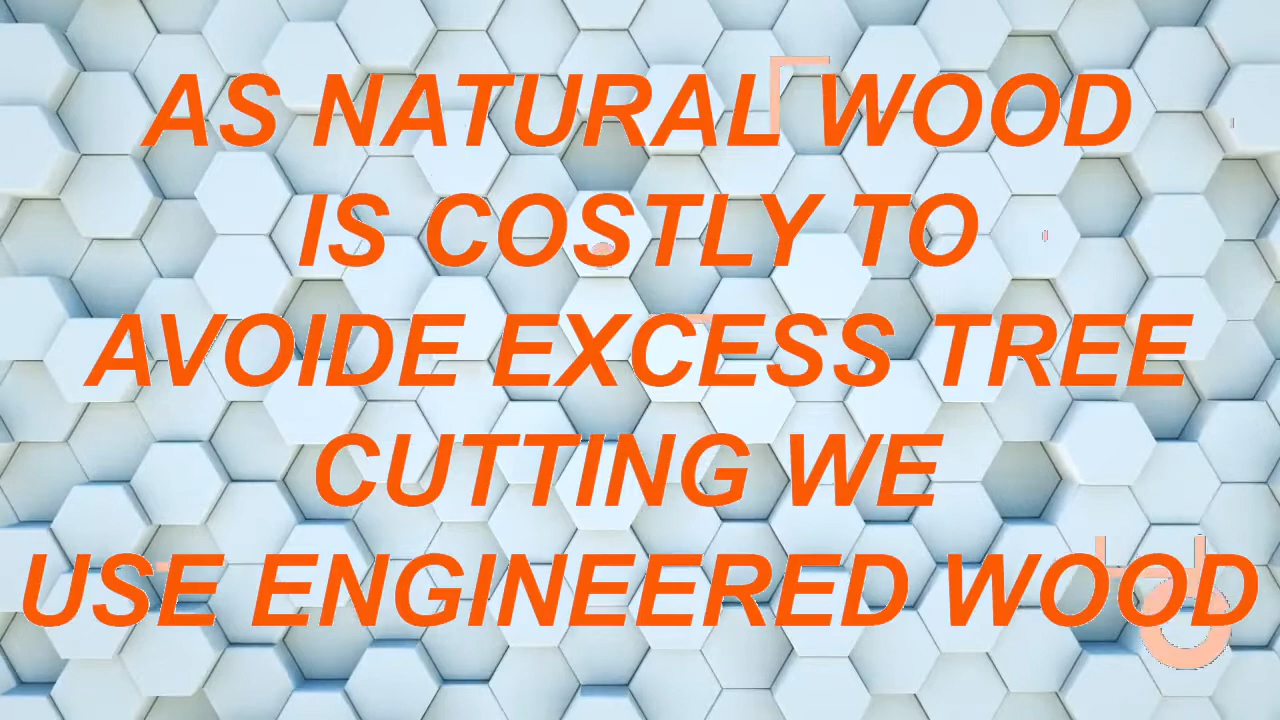 AS NATURAL WOOD
IS COSTLY TO
AVOIDE EXCESS TREE
CUTTING WE
USE ENGINEERED WOOD